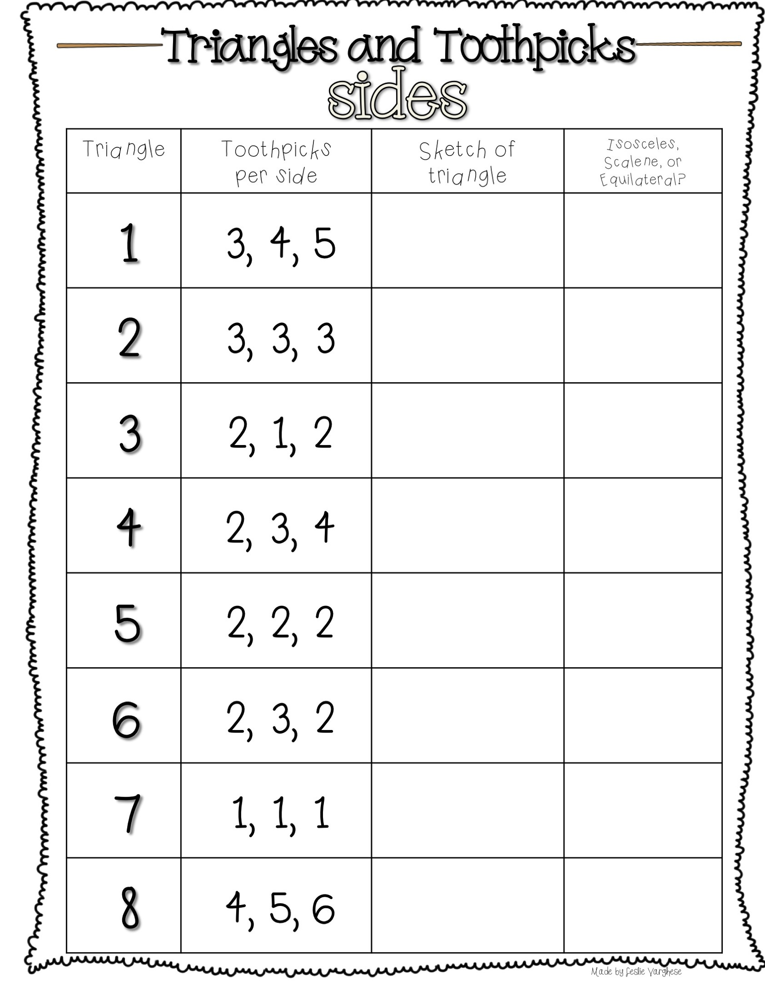 Triangles and Toothpicks
sides
Triangle
Toothpicks
per side
Sketch of
triangle
Isosceles,
Scalene, or
Equilateral?
1
3, 4, 5
2
3, 3, 3
3
2, 1, 2
4
2, 3, 4
5
2, 2, 2
6
2, 3, 2
7
1, 1, 1
8
4, 5, 6
Made by Leslie Varghese